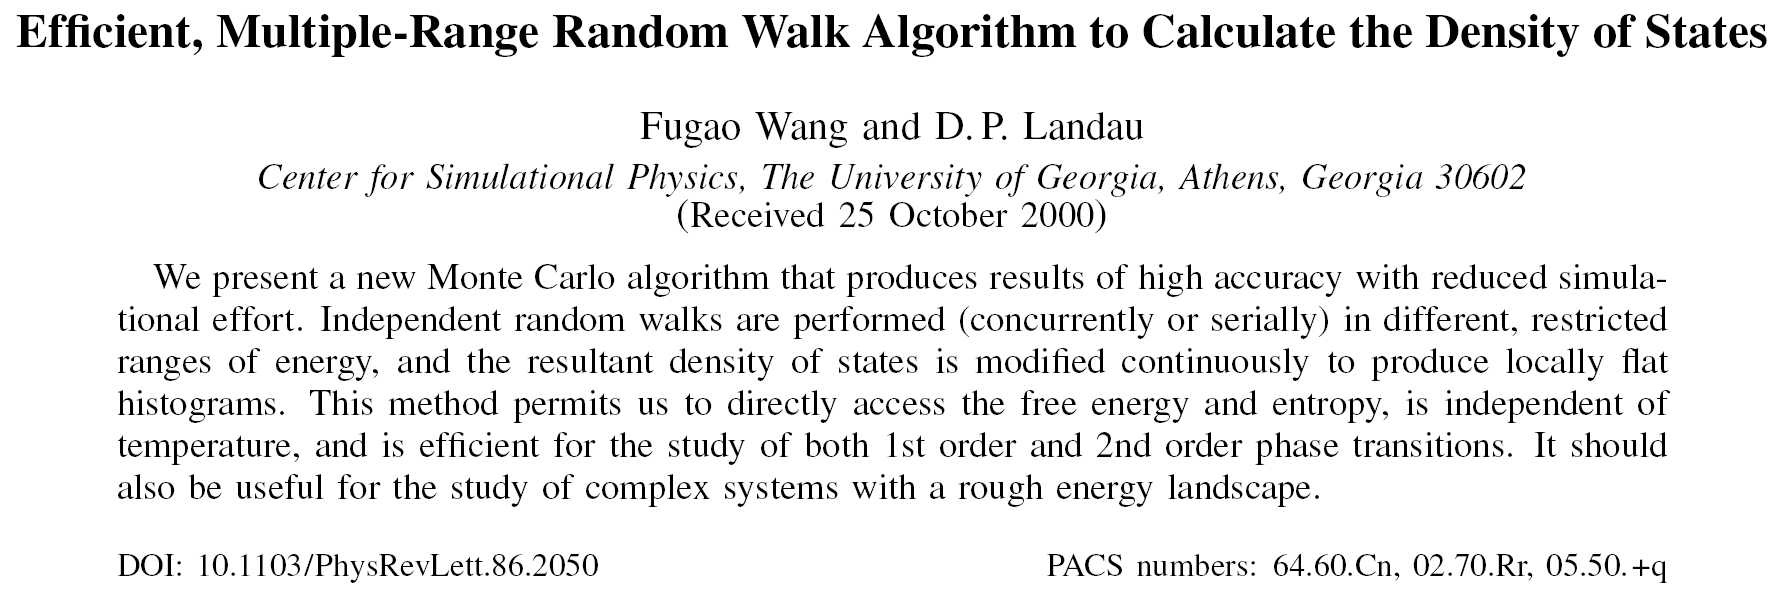 Efficient, Multiple-Range Random Walk Algorithm to Calculate the Density of States
Fugao Wang and D. P. Landau
Center for Simulational Physics, The University of Georgia, Athens, Georgia 30602
(Received 25 October 2000)
We present a new Monte Carlo algorithm that produces results of high accuracy with reduced simula-
tional effort. Independent random walks are performed (concurrently or serially) in different, restricted
ranges of energy, and the resultant density of states is modified continuously to produce locally flat
histograms. This method permits us to directly access the free energy and entropy, is independent of
temperature, and is efficient for the study of both 1st order and 2nd order phase transitions. It should
also be useful for the study of complex systems with a rough energy landscape.
DOI: 10.1103/PhysRevLett.86.2050 PACS numbers: 64.60.Cn, 02.70.Rr, 05.50.+q